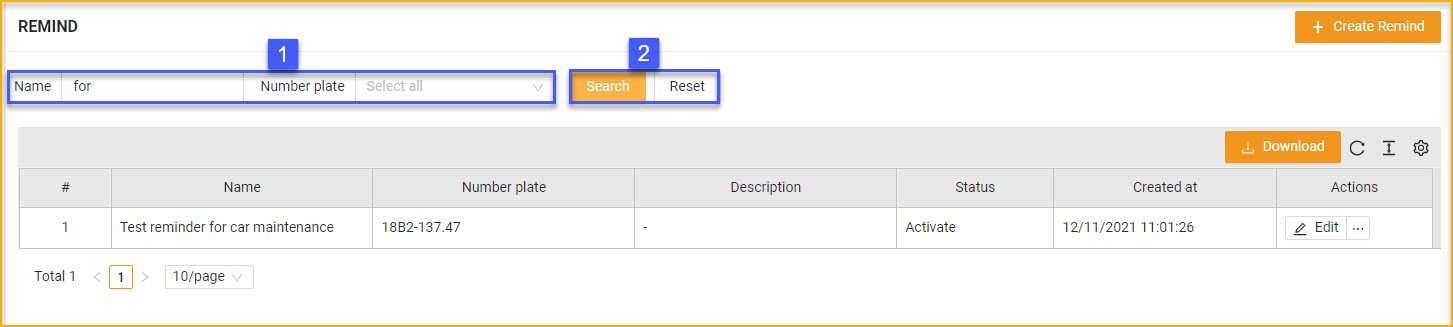 REMIND
+ Create Remind
1
2
Name for Number plate Select all Search Reset
Download
# Name Number plate Description Status Created at Actions
1 Test reminder for car maintenance 18B2-137.47 - Activate 12/11/2021 11:01:26 Edit ...
Total 1 < 1 > 10/page